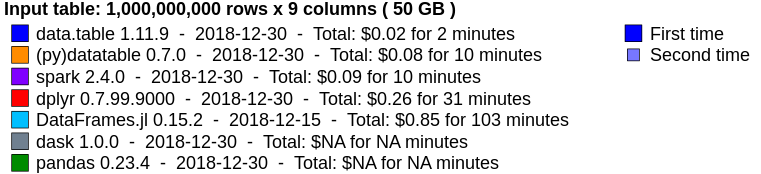 Input table: 1,000,000,000 rows x 9 columns ( 50 GB )
data.table 1.11.9 - 2018-12-30 - Total: $0.02 for 2 minutes
First time
(py)datatable 0.7.0 - 2018-12-30 - Total: $0.08 for 10 minutes
Second time
spark 2.4.0 - 2018-12-30 - Total: $0.09 for 10 minutes
dplyr 0.7.99.9000 - 2018-12-30 - Total: $0.26 for 31 minutes
DataFrames.jl 0.15.2 - 2018-12-15 - Total: $0.85 for 103 minutes
dask 1.0.0 - 2018-12-30 - Total: $NA for NA minutes
pandas 0.23.4 - 2018-12-30 - Total: $NA for NA minutes